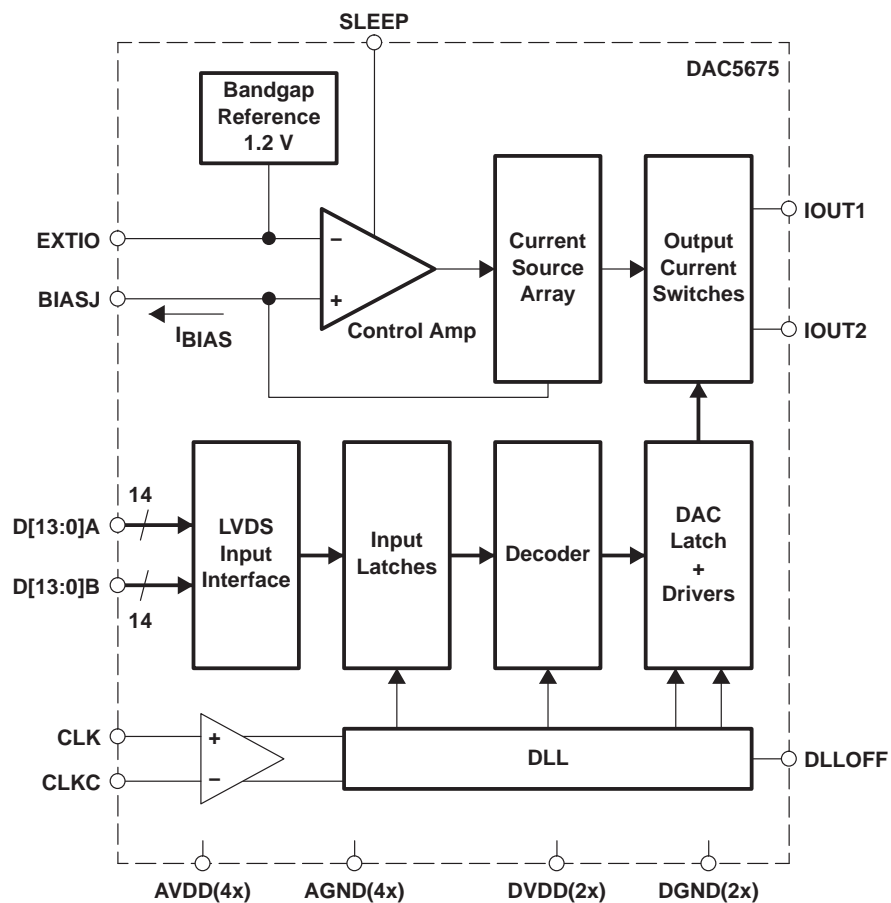 SLEEP
DAC5675
Bandgap
Reference
1.2 V
EXTIO
BIASJ
IBIAS
−
+
Control Amp
Current
Source
Array
Output
Current
Switches
IOUT1
IOUT2
D[13:0]A
14
D[13:0]B
14
LVDS
Input
Interface
Input
Latches
Decoder
DAC
Latch
+
Drivers
CLK
CLKC
+
−
DLL
DLLOFF
AVDD(4x)
AGND(4x)
DVDD(2x)
DGND(2x)